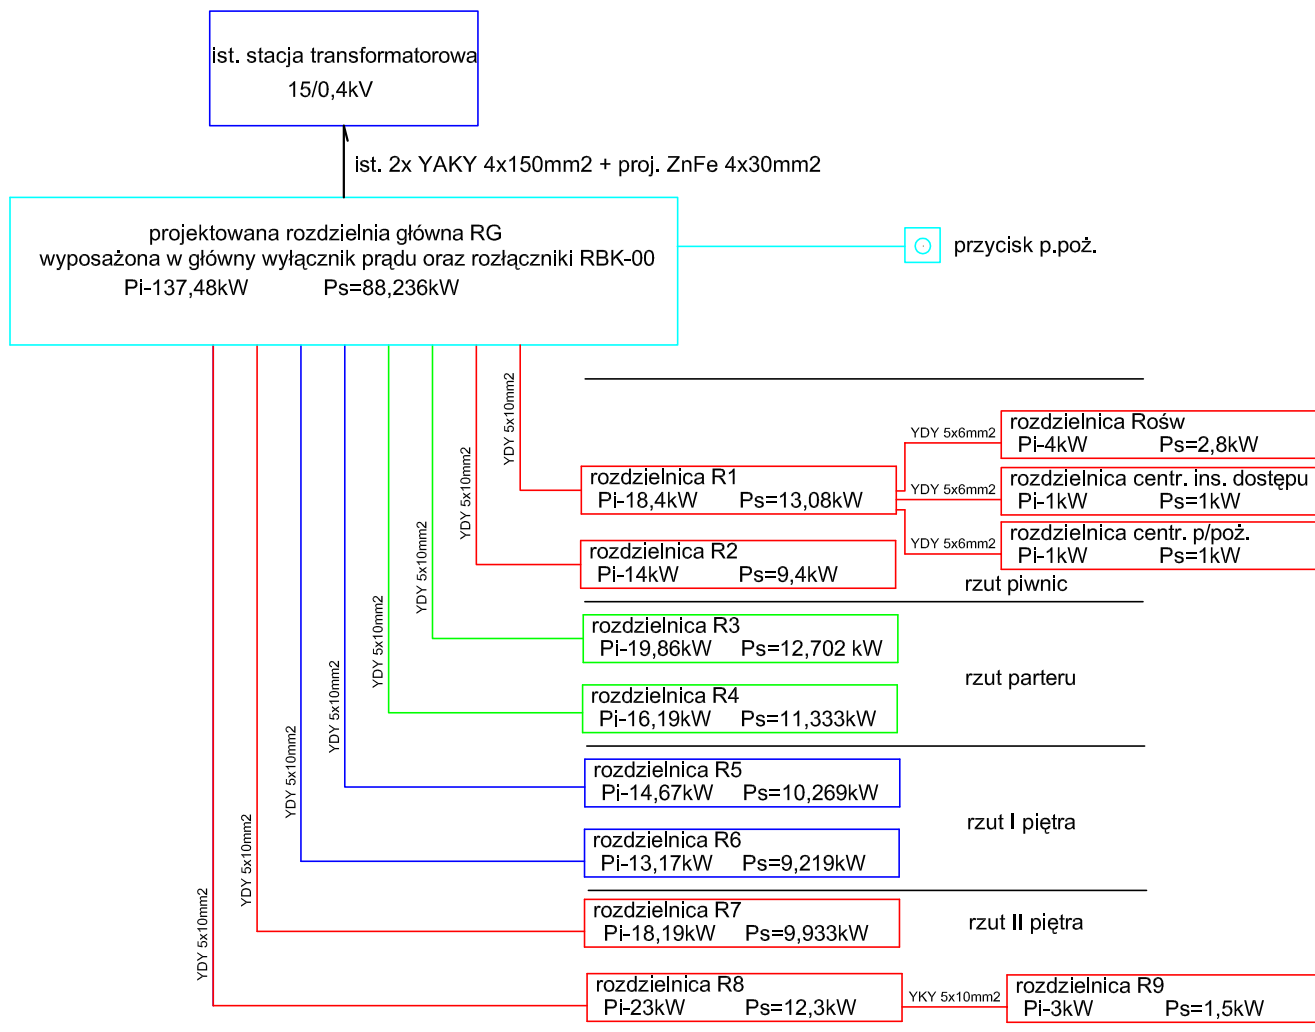 ist. stacja transformatorowa
15/0,4kV
ist. 2x YAKY 4x150mm2 + proj. ZnFe 4x30mm2
projektowana rozdzielnia główna RG
wyposażona w główny wyłącznik prądu oraz rozłączniki RBK-00
Pi-137,48kW Ps=88,236kW
przycisk p.poż.
YDY 5x10mm2
YDY 5x10mm2
YDY 5x10mm2
YDY 5x10mm2
YDY 5x10mm2
YDY 5x10mm2
YDY 5x10mm2
YDY 5x10mm2
rozdzielnica R1
Pi-18,4kW Ps=13,08kW
YDY 5x6mm2
rozdzielnica Rośw
Pi-4kW Ps=2,8kW
YDY 5x6mm2
rozdzielnica centr. ins. dostępu
Pi-1kW Ps=1kW
YDY 5x6mm2
rozdzielnica centr. p/poż.
Pi-1kW Ps=1kW
rozdzielnica R2
Pi-14kW Ps=9,4kW
rzut piwnic
rozdzielnica R3
Pi-19,86kW Ps=12,702 kW
rzut parteru
rozdzielnica R4
Pi-16,19kW Ps=11,333kW
rozdzielnica R5
Pi-14,67kW Ps=10,269kW
rzut I piętra
rozdzielnica R6
Pi-13,17kW Ps=9,219kW
rozdzielnica R7
Pi-18,19kW Ps=9,933kW
rzut II piętra
rozdzielnica R8
Pi-23kW Ps=12,3kW
YKY 5x10mm2
rozdzielnica R9
Pi-3kW Ps=1,5kW